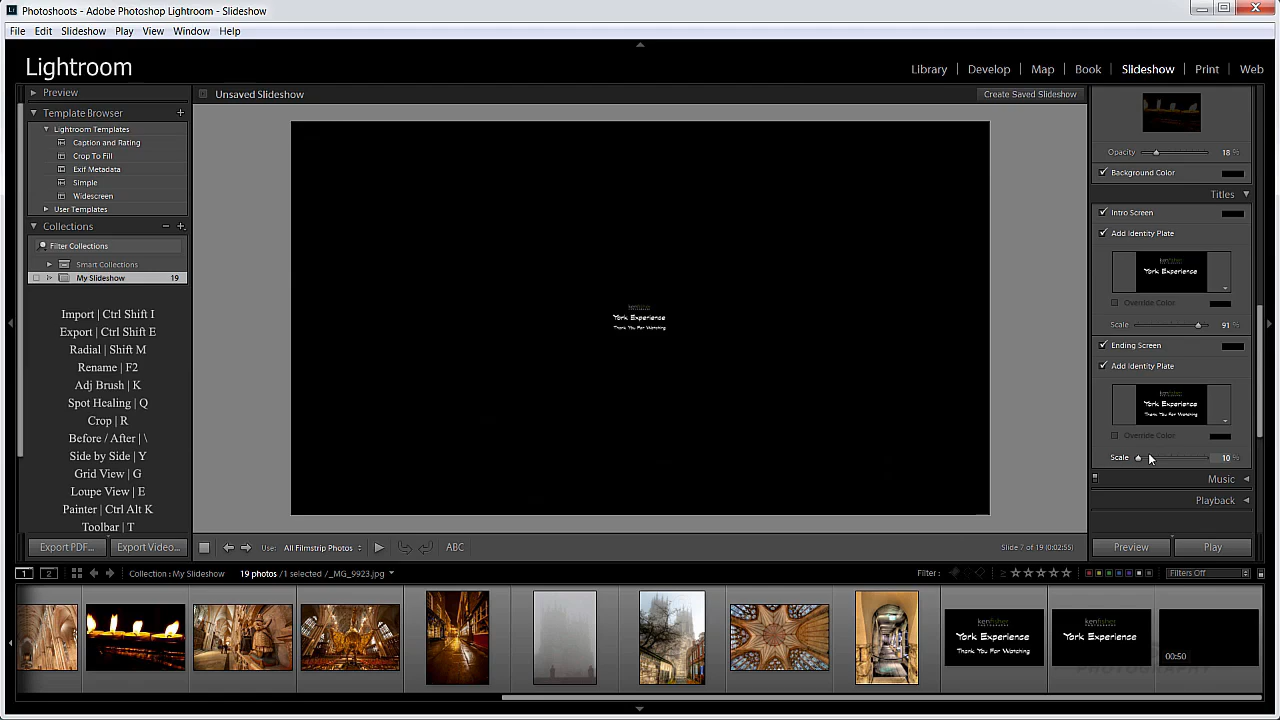 Photoshoots - Adobe Photoshop Lightroom - Slideshow
File Edit Slideshow Play View Window Help
Lightroom
Library | Develop | Map | Book | Slideshow | Print | Web
Preview
Template Browser
Lightroom Templates
Caption and Rating
Crop To Fill
Exif Metadata
Simple
Widescreen
User Templates
Collections
Filter Collections
Smart Collections
My Slideshow 19
Import | Ctrl Shift I
Export | Ctrl Shift E
Radial | Shift M
Rename | F2
Adj Brush | K
Spot Healing | Q
Crop | R
Before / After | \
Side by Side | Y
Grid View | G
Loupe View | E
Painter | Ctrl Alt K
Toolbar | T
Export PDF... Export Video...
Unsaved Slideshow Create Saved Slideshow
kenfisher
York Experience
Thank You For Watching
Use: All Filmstrip Photos ABC Slide 7 of 19 (0:02:55)
Opacity 18 %
Background Color
Titles
Intro Screen
Add Identity Plate
kenfisher
York Experience
Override Color
Scale 91 %
Ending Screen
Add Identity Plate
York Experience
Thank You For Watching
Override Color
Scale 10 %
Music
Playback
Preview Play
1 2 Collection : My Slideshow 19 photos / 1 selected / _MG_9923.jpg Filter : Filters Off
kenfisher
York Experience
Thank You For Watching
kenfisher
York Experience
00:50
PHOTOGRAPHY